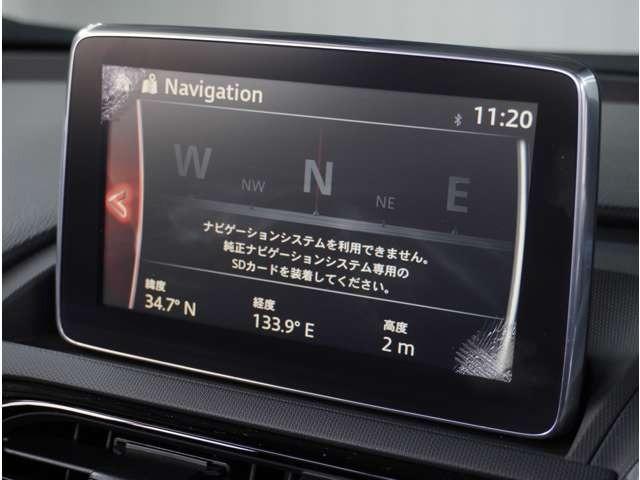 Navigation
11:20
W NW N NE E
ナビゲーションシステムを利用できません。
純正ナビゲーションシステム専用の
SDカードを装着してください。
緯度 経度 高度
34.7° N 133.9° E 2 m